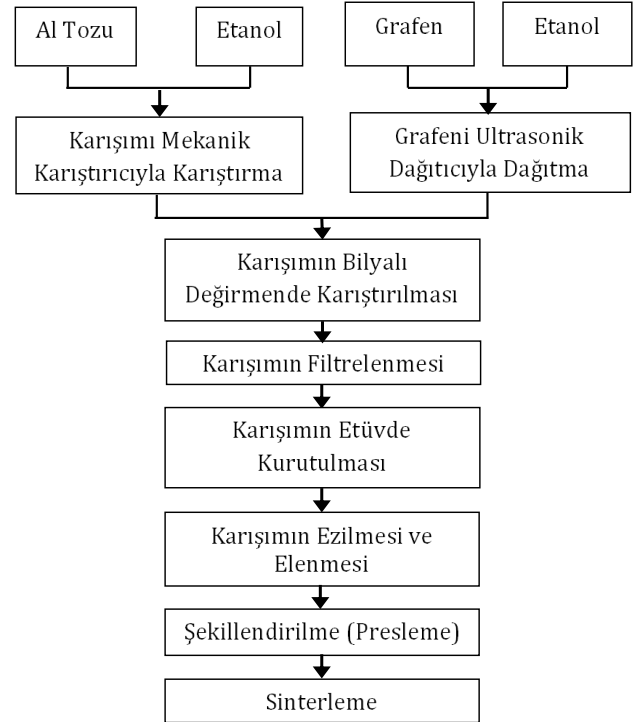 Al Tozu
Etanol
Grafen
Etanol
Karışımı Mekanik
Karıştırıcıyla Karıştırma
Grafeni Ultrasonik
Dağıtıcıyla Dağıtma
Karışımın Bilyalı
Değirmende Karıştırılması
Karışımın Filtrelenmesi
Karışımın Etüvde
Kurutulması
Karışımın Ezilmesi ve
Elenmesi
Şekillendirilme (Presleme)
Sinterleme